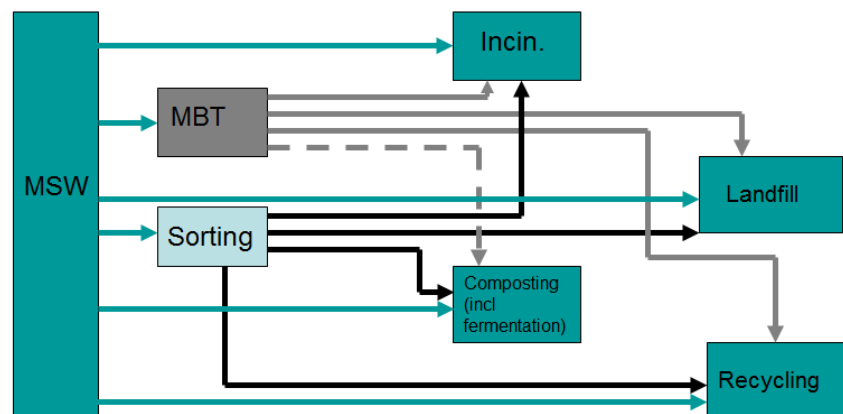 Incin.
MBT
MSW
Landfill
Sorting
Composting
(incl
fermentation)
Recycling